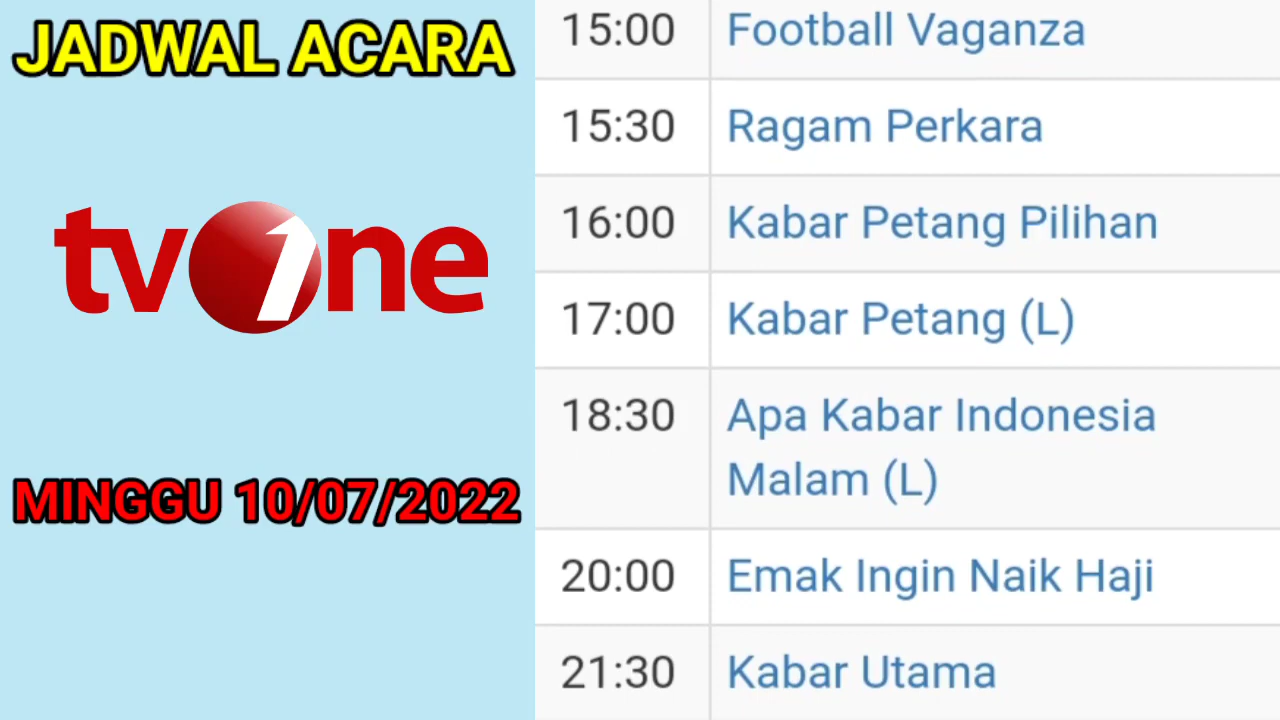 JADWAL ACARA
tvOne
MINGGU 10/07/2022
15:00 Football Vaganza
15:30 Ragam Perkara
16:00 Kabar Petang Pilihan
17:00 Kabar Petang (L)
18:30 Apa Kabar Indonesia
Malam (L)
20:00 Emak Ingin Naik Haji
21:30 Kabar Utama